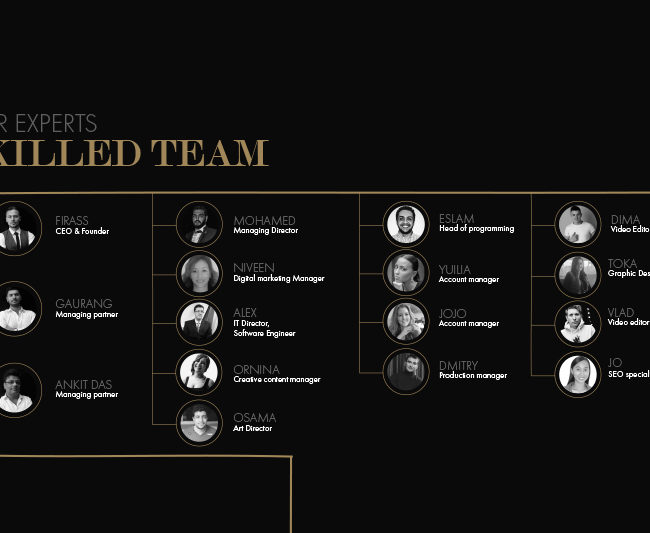 R EXPERTS
KILLED TEAM
FIRASS
CEO & Founder
GAURANG
Managing partner
ANKIT DAS
Managing partner
MOHAMED
Managing Director
NIVEEN
Digital marketing Manager
ALEX
IT Director,
Software Engineer
ORNINA
Creative content manager
OSAMA
Art Director
ESLAM
Head of programming
YUILIA
Account manager
JOJO
Account manager
DMITRY
Production manager
DIMA
Video Edito
TOKA
Graphic Des
VLAD
Video editor
JO
SEO special